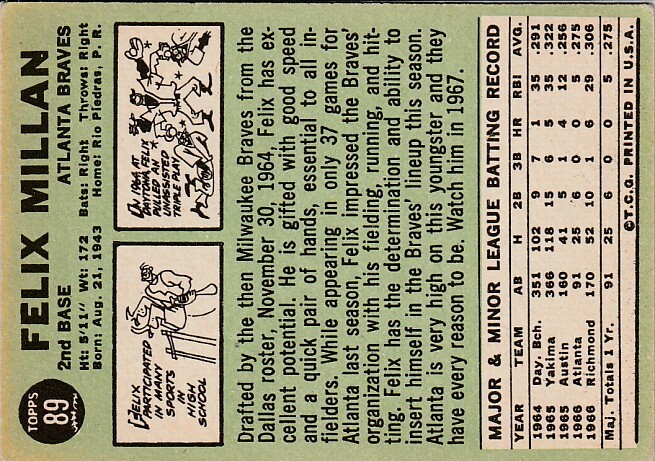 TOPPS
89
FELIX MILLAN
2nd BASE ATLANTA BRAVES
Ht: 5'11" Wt: 172 Bats: Right Throws: Right
Born: Aug. 21, 1943 Home: Rio Piedras, P. R.
FELIX
PARTICIPATED
IN MANY
SPORTS
IN
HIGH
SCHOOL
IN 1964 AT
DAYTONA, FELIX
PULLED AN
UNASSISTED
TRIPLE PLAY
Drafted by the then Milwaukee Braves from the
Dallas roster, November 30, 1964, Felix has ex-
cellent potential. He is gifted with good speed
and a quick pair of hands, essential to all in-
fielders. While appearing in only 37 games for
Atlanta last season, Felix impressed the Braves'
organization with his fielding, running, and hit-
ting. Felix has the determination and ability to
insert himself in the Braves' lineup this season.
Atlanta is very high on this youngster and they
have every reason to be. Watch him in 1967.
MAJOR & MINOR LEAGUE BATTING RECORD
YEAR TEAM AB H 2B 3B HR RBI AVG.
1964 Day. Bch. 351 102 9 7 1 35 .291
1965 Yakima 366 118 15 6 4 35 .322
1965 Austin 160 41 5 5 4 12 .256
1966 Atlanta 91 25 6 0 0 5 .275
1966 Richmond 170 52 10 1 6 29 .306
Maj. Totals 1 Yr. 91 25 6 0 0 5 .275
©T.C.G. PRINTED IN U.S.A.